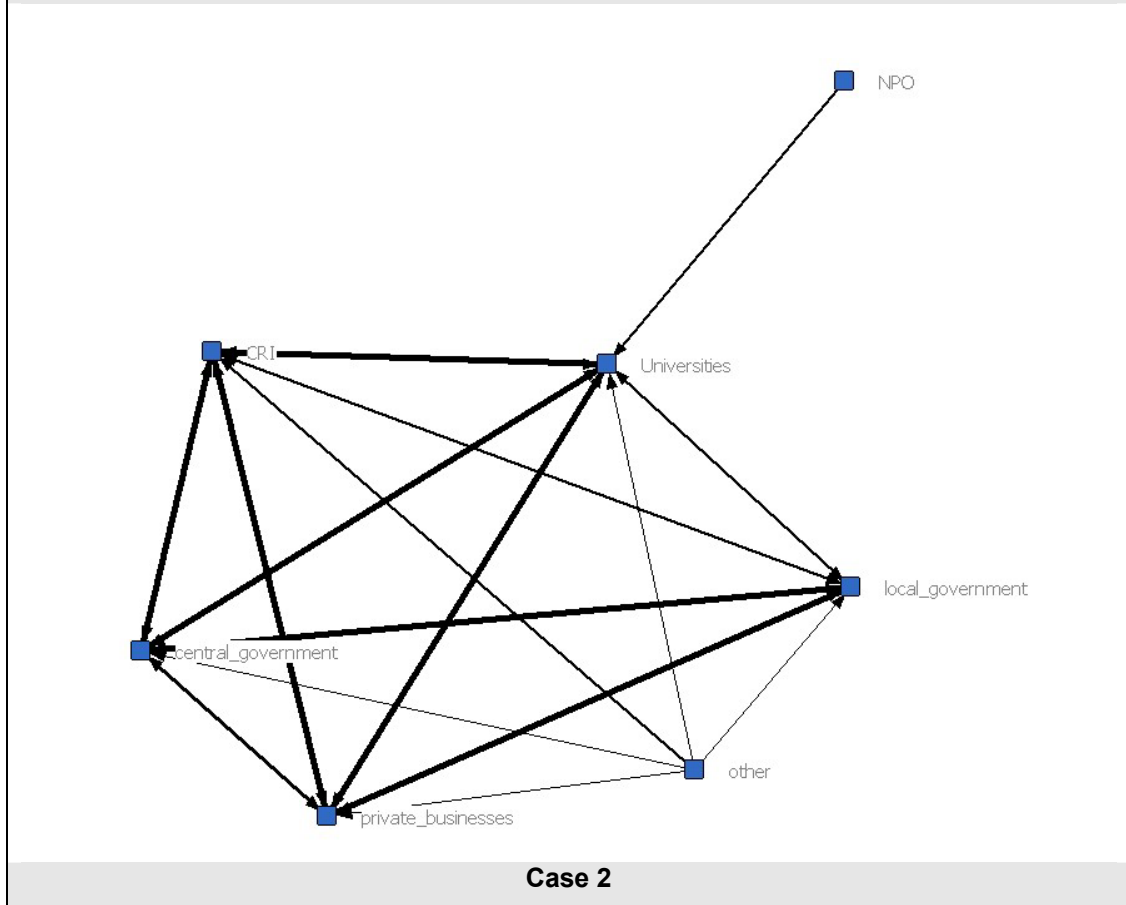 NPO
CRI
Universities
local_government
central_government
other
private_businesses
Case 2